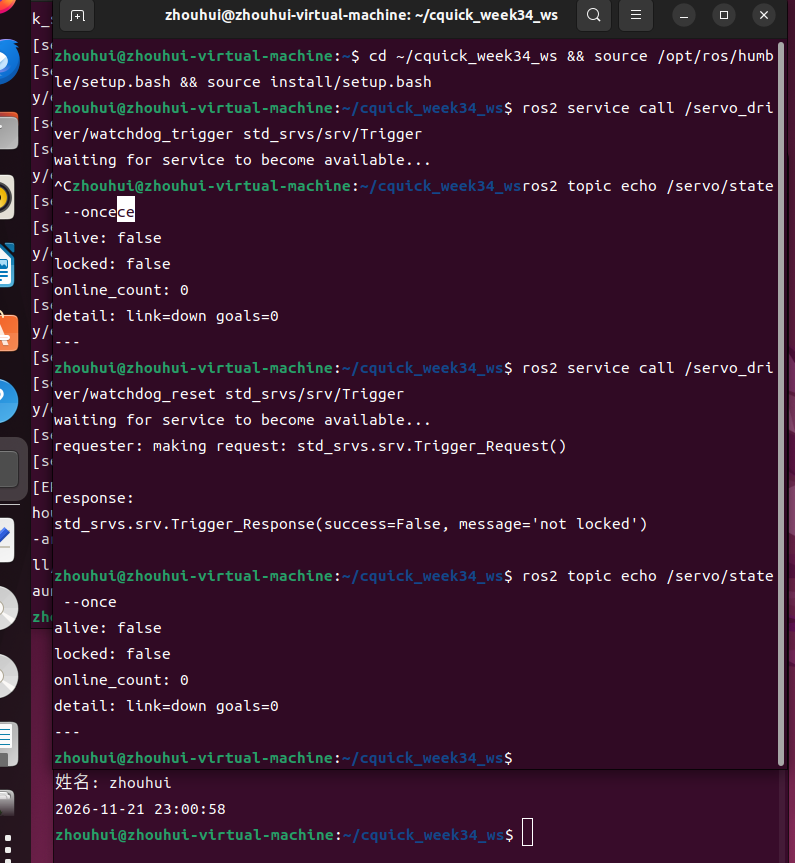 zhouhui@zhouhui-virtual-machine: ~/cquick_week34_ws
zhouhui@zhouhui-virtual-machine:~$ cd ~/cquick_week34_ws && source /opt/ros/humb
le/setup.bash && source install/setup.bash
zhouhui@zhouhui-virtual-machine:~/cquick_week34_ws$ ros2 service call /servo_dri
ver/watchdog_trigger std_srvs/srv/Trigger
waiting for service to become available...
^Czhouhui@zhouhui-virtual-machine:~/cquick_week34_wsros2 topic echo /servo/state
 --oncece
alive: false
locked: false
online_count: 0
detail: link=down goals=0
---
zhouhui@zhouhui-virtual-machine:~/cquick_week34_ws$ ros2 service call /servo_dri
ver/watchdog_reset std_srvs/srv/Trigger
waiting for service to become available...
requester: making request: std_srvs.srv.Trigger_Request()
response:
std_srvs.srv.Trigger_Response(success=False, message='not locked')
zhouhui@zhouhui-virtual-machine:~/cquick_week34_ws$ ros2 topic echo /servo/state
 --once
alive: false
locked: false
online_count: 0
detail: link=down goals=0
---
zhouhui@zhouhui-virtual-machine:~/cquick_week34_ws$
姓名: zhouhui
2026-11-21 23:00:58
zhouhui@zhouhui-virtual-machine:~/cquick_week34_ws$